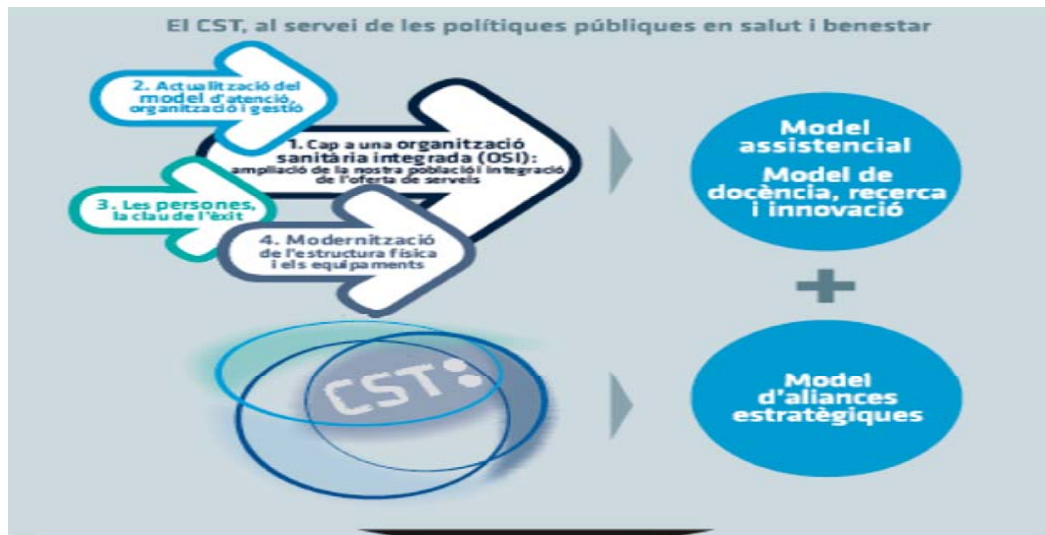 El CST, al servei de les polítiques públiques en salut i benestar
2. Actualització del
model d'atenció,
organització i gestió
1. Cap a una organització
sanitària integrada (OSI):
ampliació de la nostra població i integració
de l'oferta de serveis
3. Les persones,
la clau de l'èxit
4. Modernització
de l'estructura física
i els equipaments
Model
assistencial
Model de
docència, recerca
i innovació
CST
Model
d'aliances
estratègiques